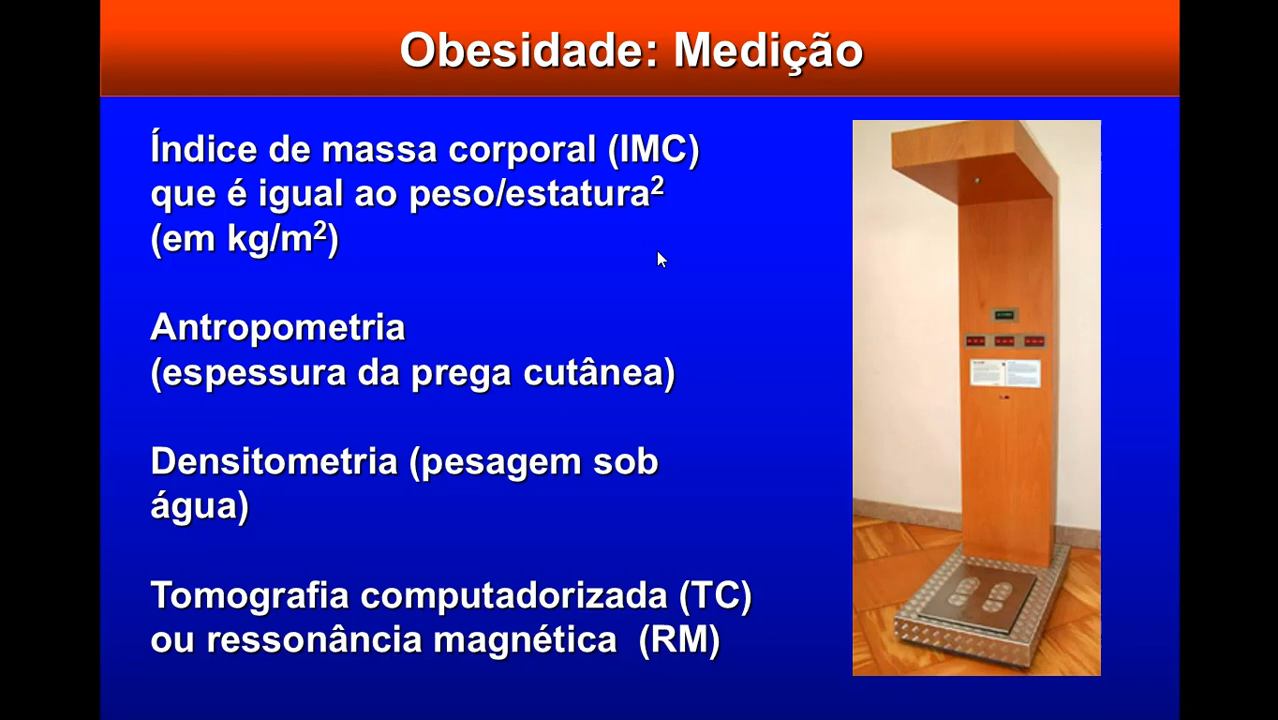 Obesidade: Medição
Índice de massa corporal (IMC)
que é igual ao peso/estatura²
(em kg/m²)
Antropometria
(espessura da prega cutânea)
Densitometria (pesagem sob
água)
Tomografia computadorizada (TC)
ou ressonância magnética (RM)